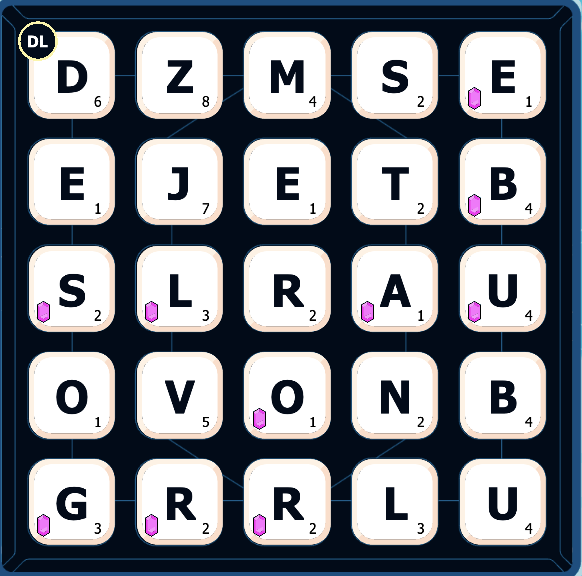 DL
D 6 Z 8 M 4 S 2 E 1
E 1 J 7 E 1 T 2 B 4
S 2 L 3 R 2 A 1 U 4
O 1 V 5 O 1 N 2 B 4
G 3 R 2 R 2 L 3 U 4